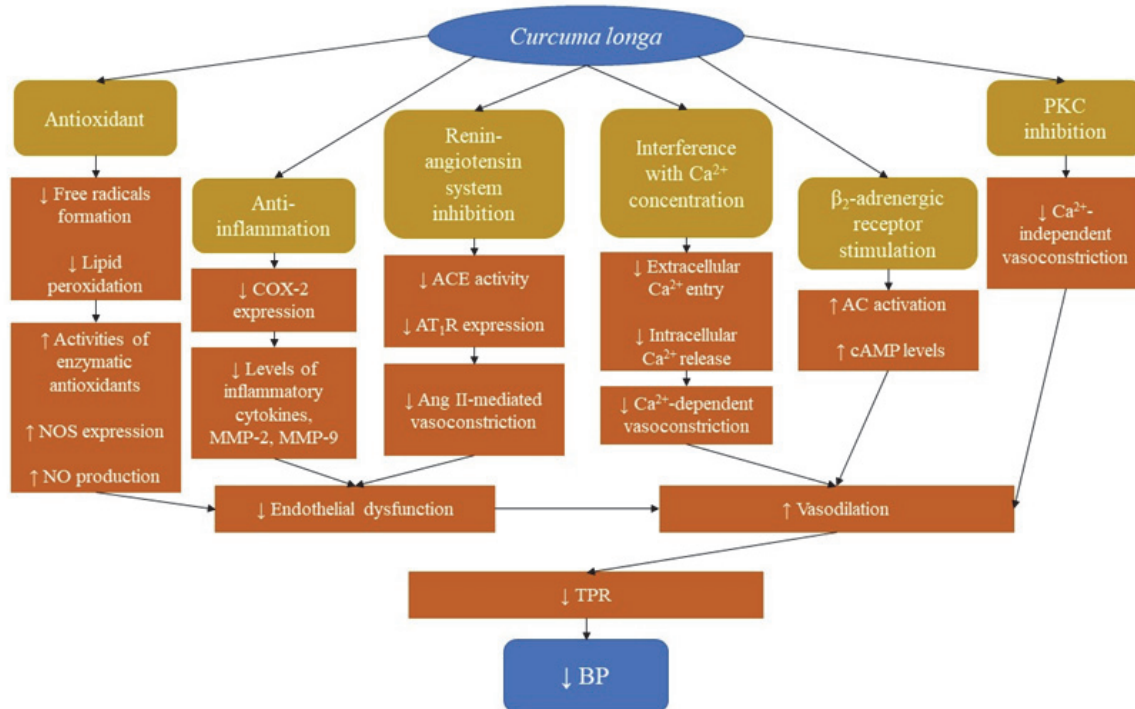 Curcuma longa
Antioxidant
↓ Free radicals
formation
↓ Lipid
peroxidation
↑ Activities of
enzymatic
antioxidants
↑ NOS expression
↑ NO production
Anti-
inflammation
↓ COX-2
expression
↓ Levels of
inflammatory
cytokines,
MMP-2, MMP-9
Renin-
angiotensin
system
inhibition
↓ ACE activity
↓ AT₁R expression
↓ Ang II-mediated
vasoconstriction
Interference
with Ca²⁺
concentration
↓ Extracellular
Ca²⁺ entry
↓ Intracellular
Ca²⁺ release
↓ Ca²⁺-dependent
vasoconstriction
β₂-adrenergic
receptor
stimulation
↑ AC activation
↑ cAMP levels
PKC
inhibition
↓ Ca²⁺-
independent
vasoconstriction
↓ Endothelial dysfunction
↑ Vasodilation
↓ TPR
↓ BP